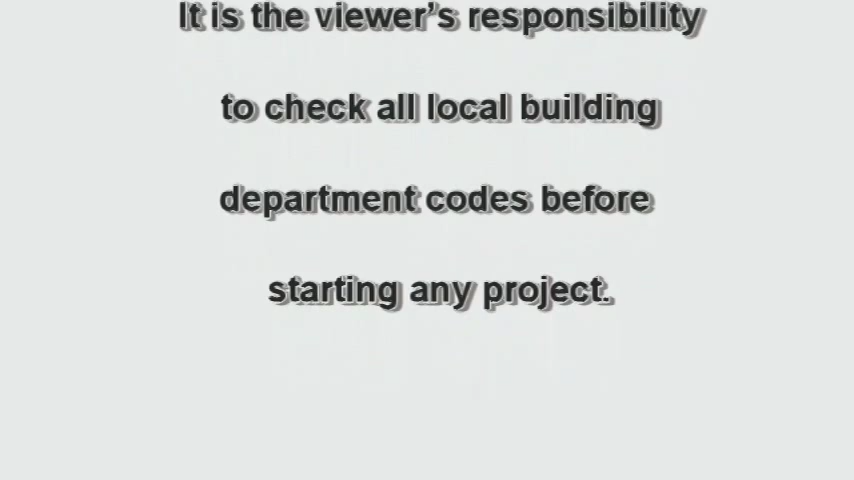 It is the viewer’s responsibility
to check all local building
department codes before
starting any project.